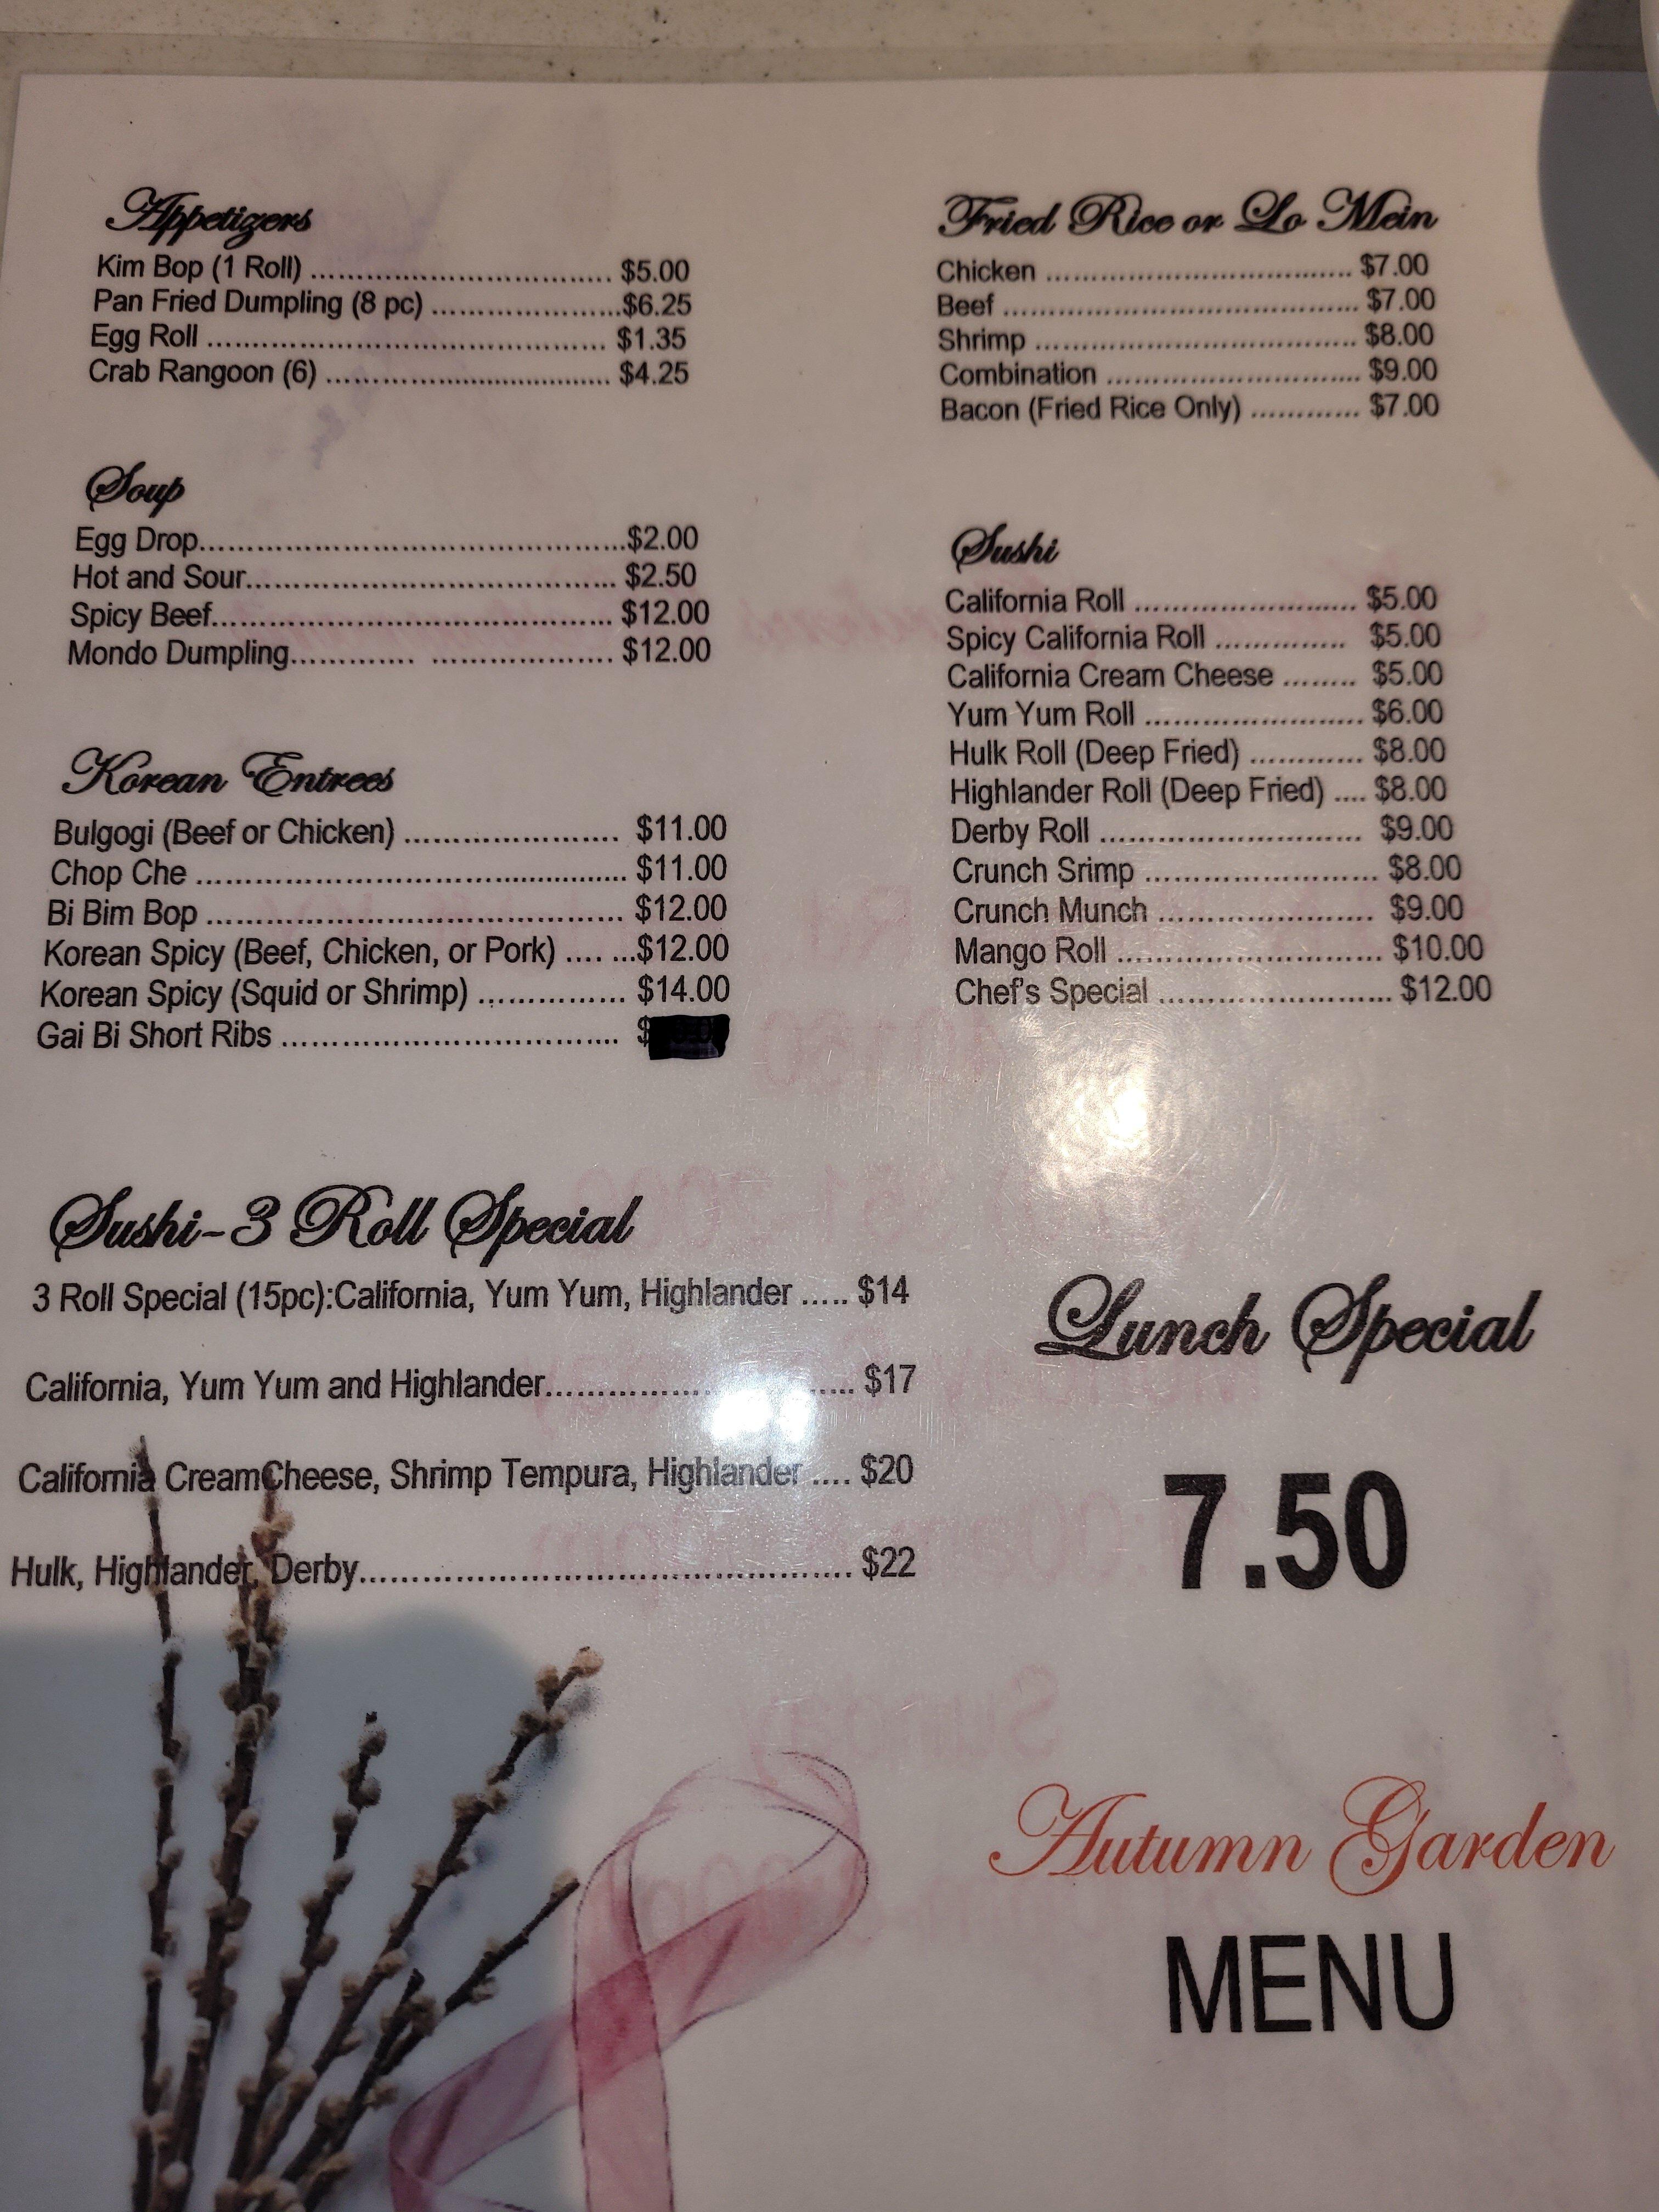 Appetizers
Kim Bop (1 Roll) ................................ $5.00
Pan Fried Dumpling (8 pc) .....................$6.25
Egg Roll .......................................... $1.35
Crab Rangoon (6) ................................ $4.25
Soup
Egg Drop.............................................$2.00
Hot and Sour....................................... $2.50
Spicy Beef.......................................... $12.00
Mondo Dumpling............. .................... $12.00
Korean Entrees
Bulgogi (Beef or Chicken) ....................... $11.00
Chop Che .............................................. $11.00
Bi Bim Bop ............................................ $12.00
Korean Spicy (Beef, Chicken, or Pork) .... ...$12.00
Korean Spicy (Squid or Shrimp) ............... $14.00
Gai Bi Short Ribs .................................... $
Fried Rice or Lo Mein
Chicken ................................. $7.00
Beef ...................................... $7.00
Shrimp .................................. $8.00
Combination ........................... $9.00
Bacon (Fried Rice Only) ............ $7.00
Sushi
California Roll ........................ $5.00
Spicy California Roll .............. $5.00
California Cream Cheese ........ $5.00
Yum Yum Roll ....................... $6.00
Hulk Roll (Deep Fried) ............ $8.00
Highlander Roll (Deep Fried) .... $8.00
Derby Roll ............................ $9.00
Crunch Srimp ......................... $8.00
Crunch Munch ....................... $9.00
Mango Roll ............................ $10.00
Chef's Special ......................... $12.00
Sushi-3 Roll Special
3 Roll Special (15pc):California, Yum Yum, Highlander ..... $14
California, Yum Yum and Highlander................................ $17
California CreamCheese, Shrimp Tempura, Highlander .... $20
Hulk, Highlander, Derby.................................................. $22
Lunch Special
7.50
Autumn Garden
MENU